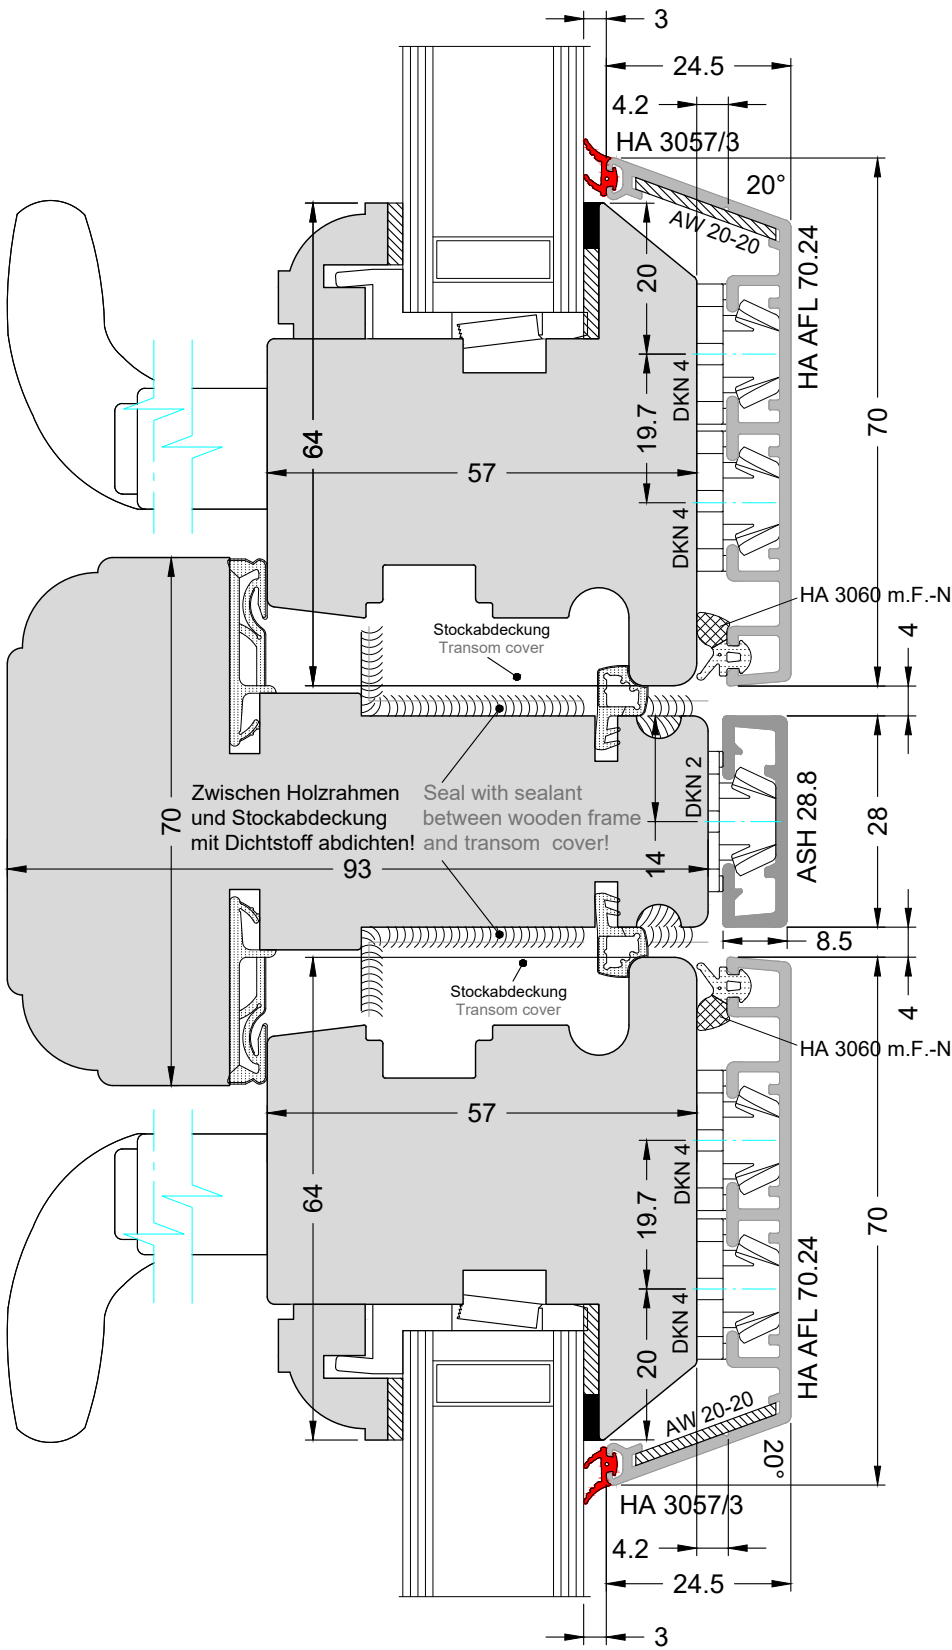 3
24.5
4.2
HA 3057/3
20°
AW 20-20
HA AFL 70.24
20
DKN 4
19.7
70
64
57
DKN 4
HA 3060 m.F.-N
4
Stockabdeckung
Transom cover
DKN 2
Zwischen Holzrahmen
und Stockabdeckung
mit Dichtstoff abdichten!
Seal with sealant
between wooden frame
and transom cover!
70
93
14
ASH 28.8
28
8.5
4
Stockabdeckung
Transom cover
HA 3060 m.F.-N
57
DKN 4
64
19.7
70
HA AFL 70.24
DKN 4
20
AW 20-20
20°
HA 3057/3
4.2
24.5
3